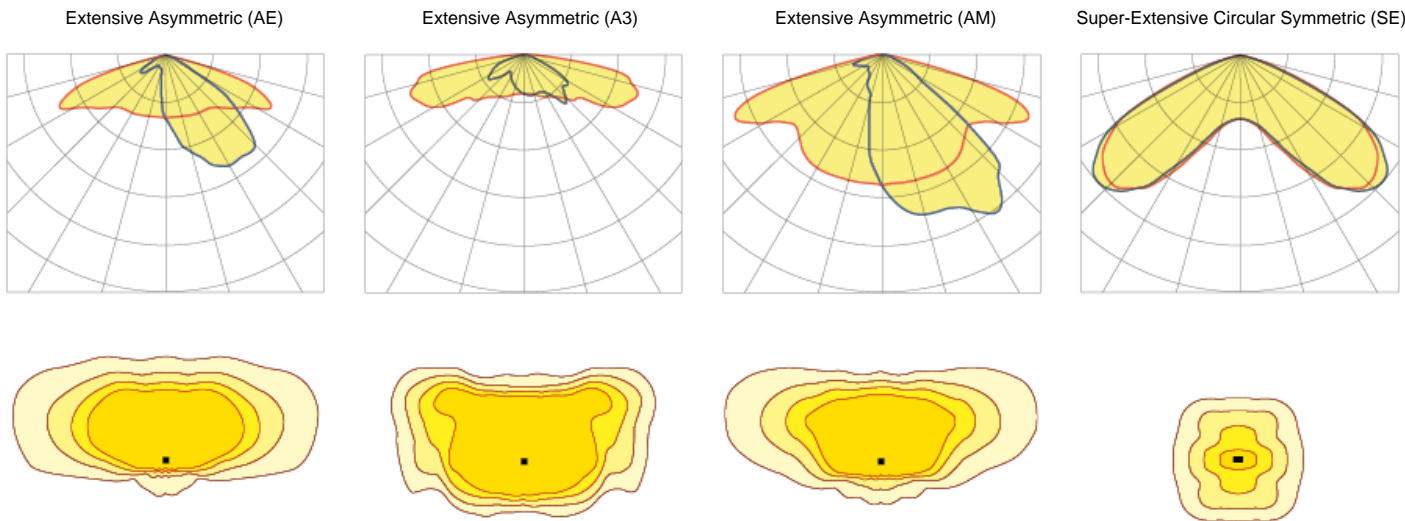 Extensive Asymmetric (AE)
Extensive Asymmetric (A3)
Extensive Asymmetric (AM)
Super-Extensive Circular Symmetric (SE)